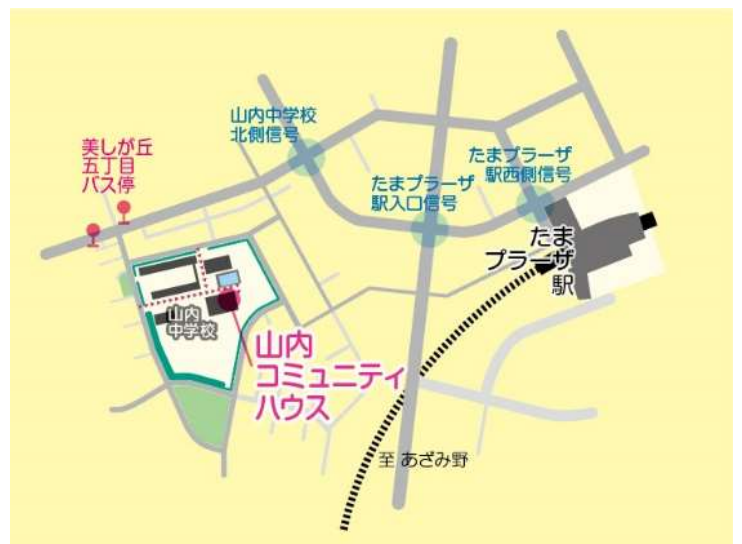 山内中学校
北側信号
美しが丘
五丁目
バス停
たまプラーザ
駅入口信号
たまプラーザ
駅西側信号
たま
プラーザ
駅
山内
中学校
山内
コミュニティ
ハウス
至 あざみ野